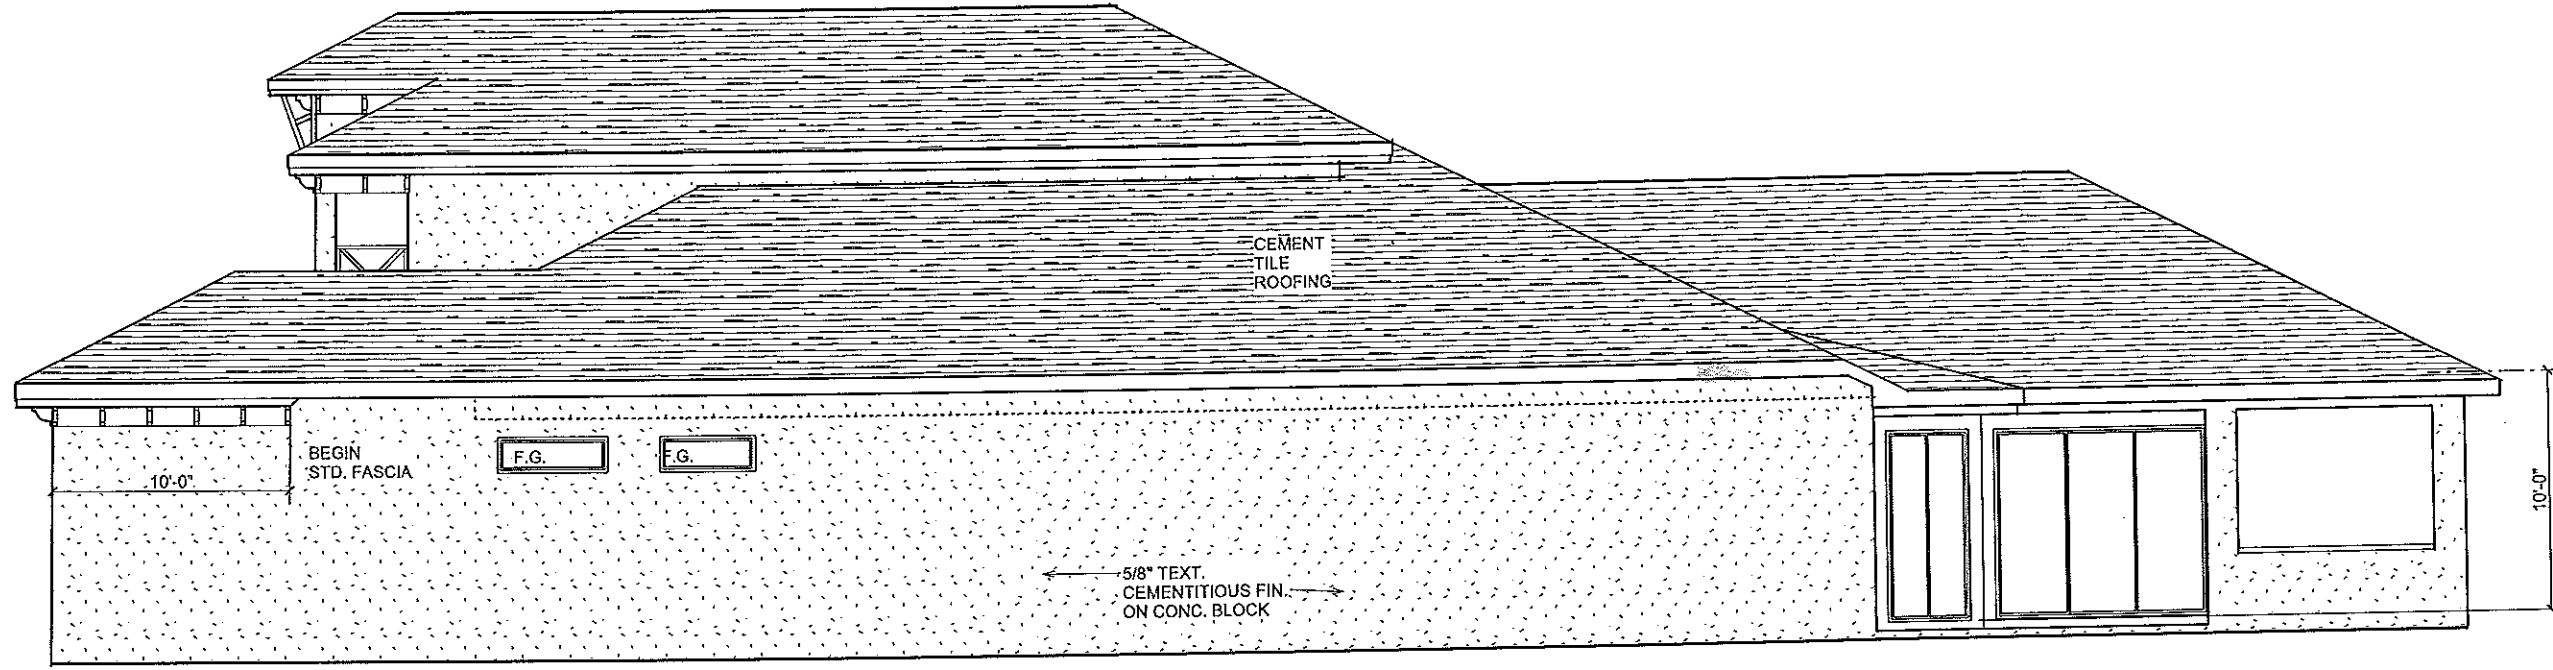 CEMENT
TILE
ROOFING
BEGIN
STD. FASCIA
F.G.
F.G.
10'-0"
10'-0"
5/8" TEXT.
CEMENTITIOUS FIN.
ON CONC. BLOCK